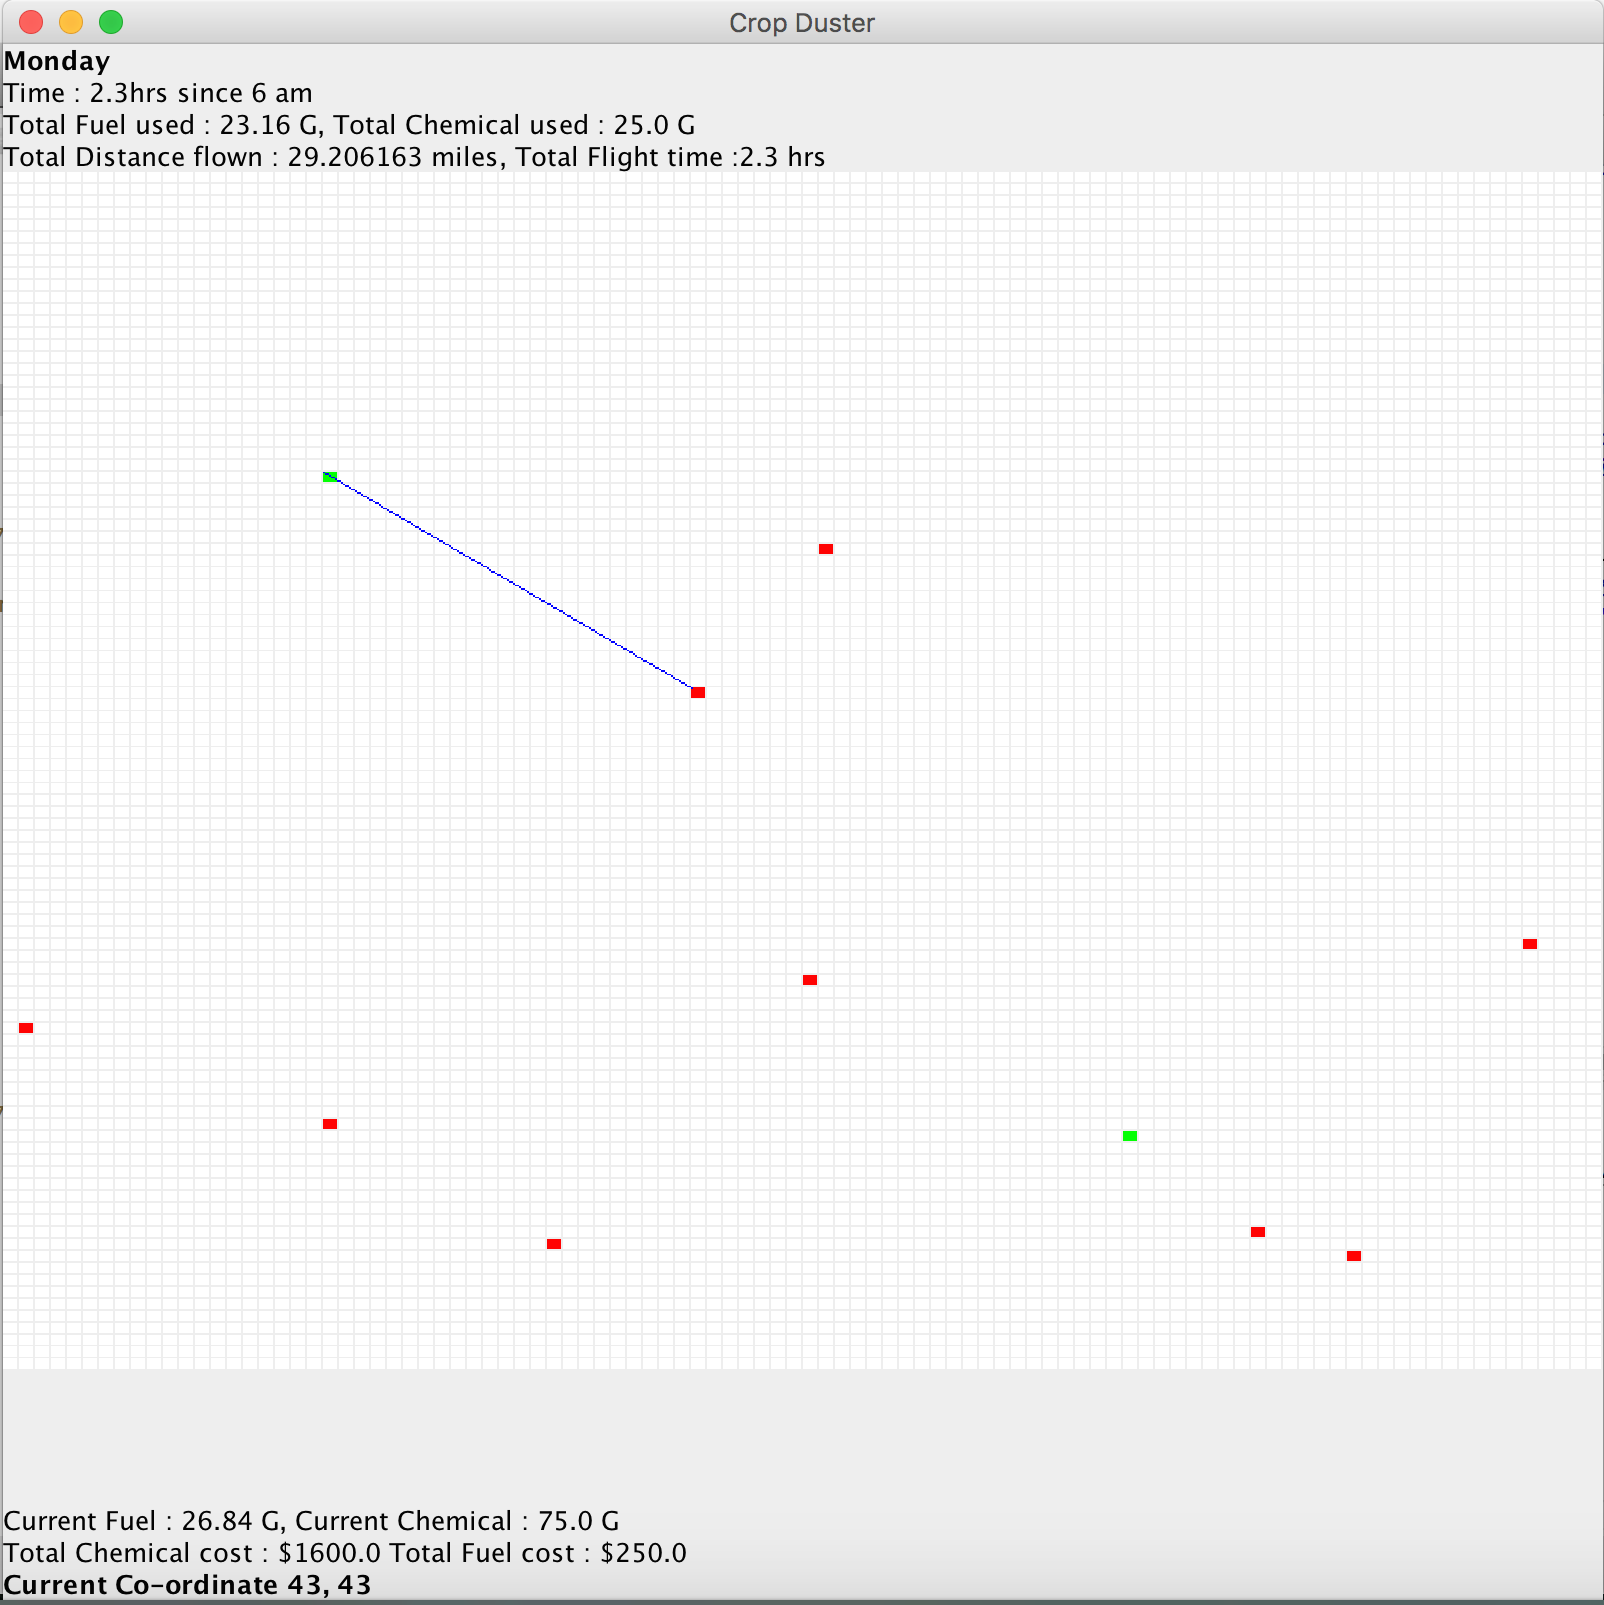 Crop Duster
Monday
Time : 2.3hrs since 6 am
Total Fuel used : 23.16 G, Total Chemical used : 25.0 G
Total Distance flown : 29.206163 miles, Total Flight time :2.3 hrs
Current Fuel : 26.84 G, Current Chemical : 75.0 G
Total Chemical cost : $1600.0 Total Fuel cost : $250.0
Current Co-ordinate 43, 43